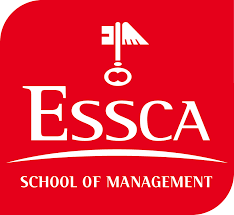 ESSCA
SCHOOL OF MANAGEMENT